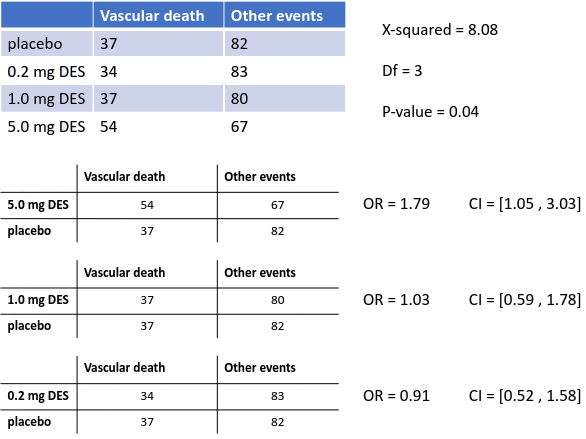 Vascular death Other events
placebo 37 82
0.2 mg DES 34 83
1.0 mg DES 37 80
5.0 mg DES 54 67
X-squared = 8.08
Df = 3
P-value = 0.04
Vascular death Other events
5.0 mg DES 54 67
placebo 37 82
OR = 1.79 CI = [1.05 , 3.03]
Vascular death Other events
1.0 mg DES 37 80
placebo 37 82
OR = 1.03 CI = [0.59 , 1.78]
Vascular death Other events
0.2 mg DES 34 83
placebo 37 82
OR = 0.91 CI = [0.52 , 1.58]